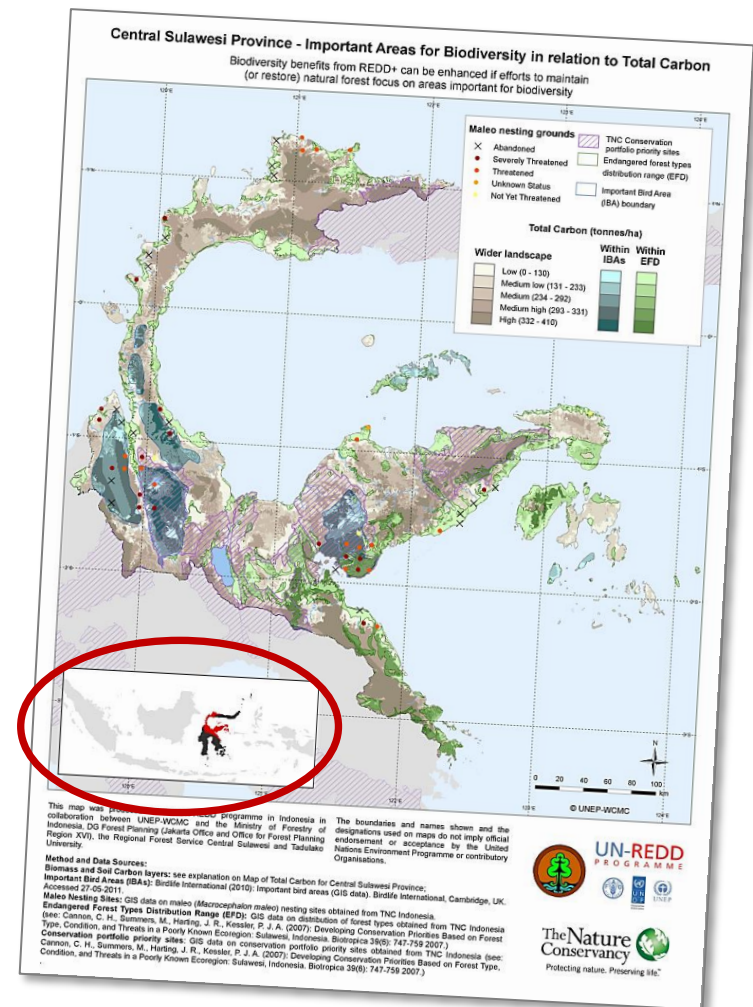 Central Sulawesi Province - Important Areas for Biodiversity in relation to Total Carbon
Biodiversity benefits from REDD+ can be enhanced if efforts to maintain
(or restore) natural forest focus on areas important for biodiversity
120°E
121°E
122°E
123°E
124°E
Maleo nesting grounds
Abandoned
Severely Threatened
Threatened
Unknown Status
Not Yet Threatened
TNC Conservation
portfolio priority sites
Endangered forest types
distribution range (EFD)
Important Bird Area
(IBA) boundary
Total Carbon (tonnes/ha)
Wider landscape
Within
IBAs
Within
EFD
Low (0 - 130)
Medium low (131 - 233)
Medium (234 - 292)
Medium high (293 - 331)
High (332 - 410)
N
0 20 40 60 80 100
km
© UNEP-WCMC
This map was
programme in Indonesia in
collaboration between UNEP-WCMC and the Ministry of Forestry of
Indonesia, DG Forest Planning (Jakarta Office and Office for Forest Planning
Region XVI), the Regional Forest Service Central Sulawesi and Tadulako
University.
The boundaries and names shown and the
designations used on maps do not imply official
endorsement or acceptance by the United
Nations Environment Programme or contributory
Organisations.
Method and Data Sources:
Biomass and Soil Carbon layers: see explanation on Map of Total Carbon for Central Sulawesi Province;
Important Bird Areas (IBAs): Birdlife International (2010): Important bird areas (GIS data). Birdlife International, Cambridge, UK.
Accessed 27-05-2011.
Maleo Nesting Sites: GIS data on maleo (Macrocephalon maleo) nesting sites obtained from TNC Indonesia.
Endangered Forest Types Distribution Range (EFD): GIS data on distribution of forest types obtained from TNC Indonesia
(see: Cannon, C. H., Summers, M., Harting, J. R., Kessler, P. J. A. (2007): Developing Conservation Priorities Based on Forest
Type, Condition, and Threats in a Poorly Known Ecoregion: Sulawesi, Indonesia. Biotropica 39(6): 747-759 2007.)
Conservation portfolio priority sites: GIS data on conservation portfolio priority sites obtained from TNC Indonesia (see:
Cannon, C. H., Summers, M., Harting, J. R., Kessler, P. J. A. (2007): Developing Conservation Priorities Based on Forest Type,
Condition, and Threats in a Poorly Known Ecoregion: Sulawesi, Indonesia. Biotropica 39(6): 747-759 2007.)
UN-REDD
PROGRAMME
UNEP
The Nature
Conservancy
Protecting nature. Preserving life.™